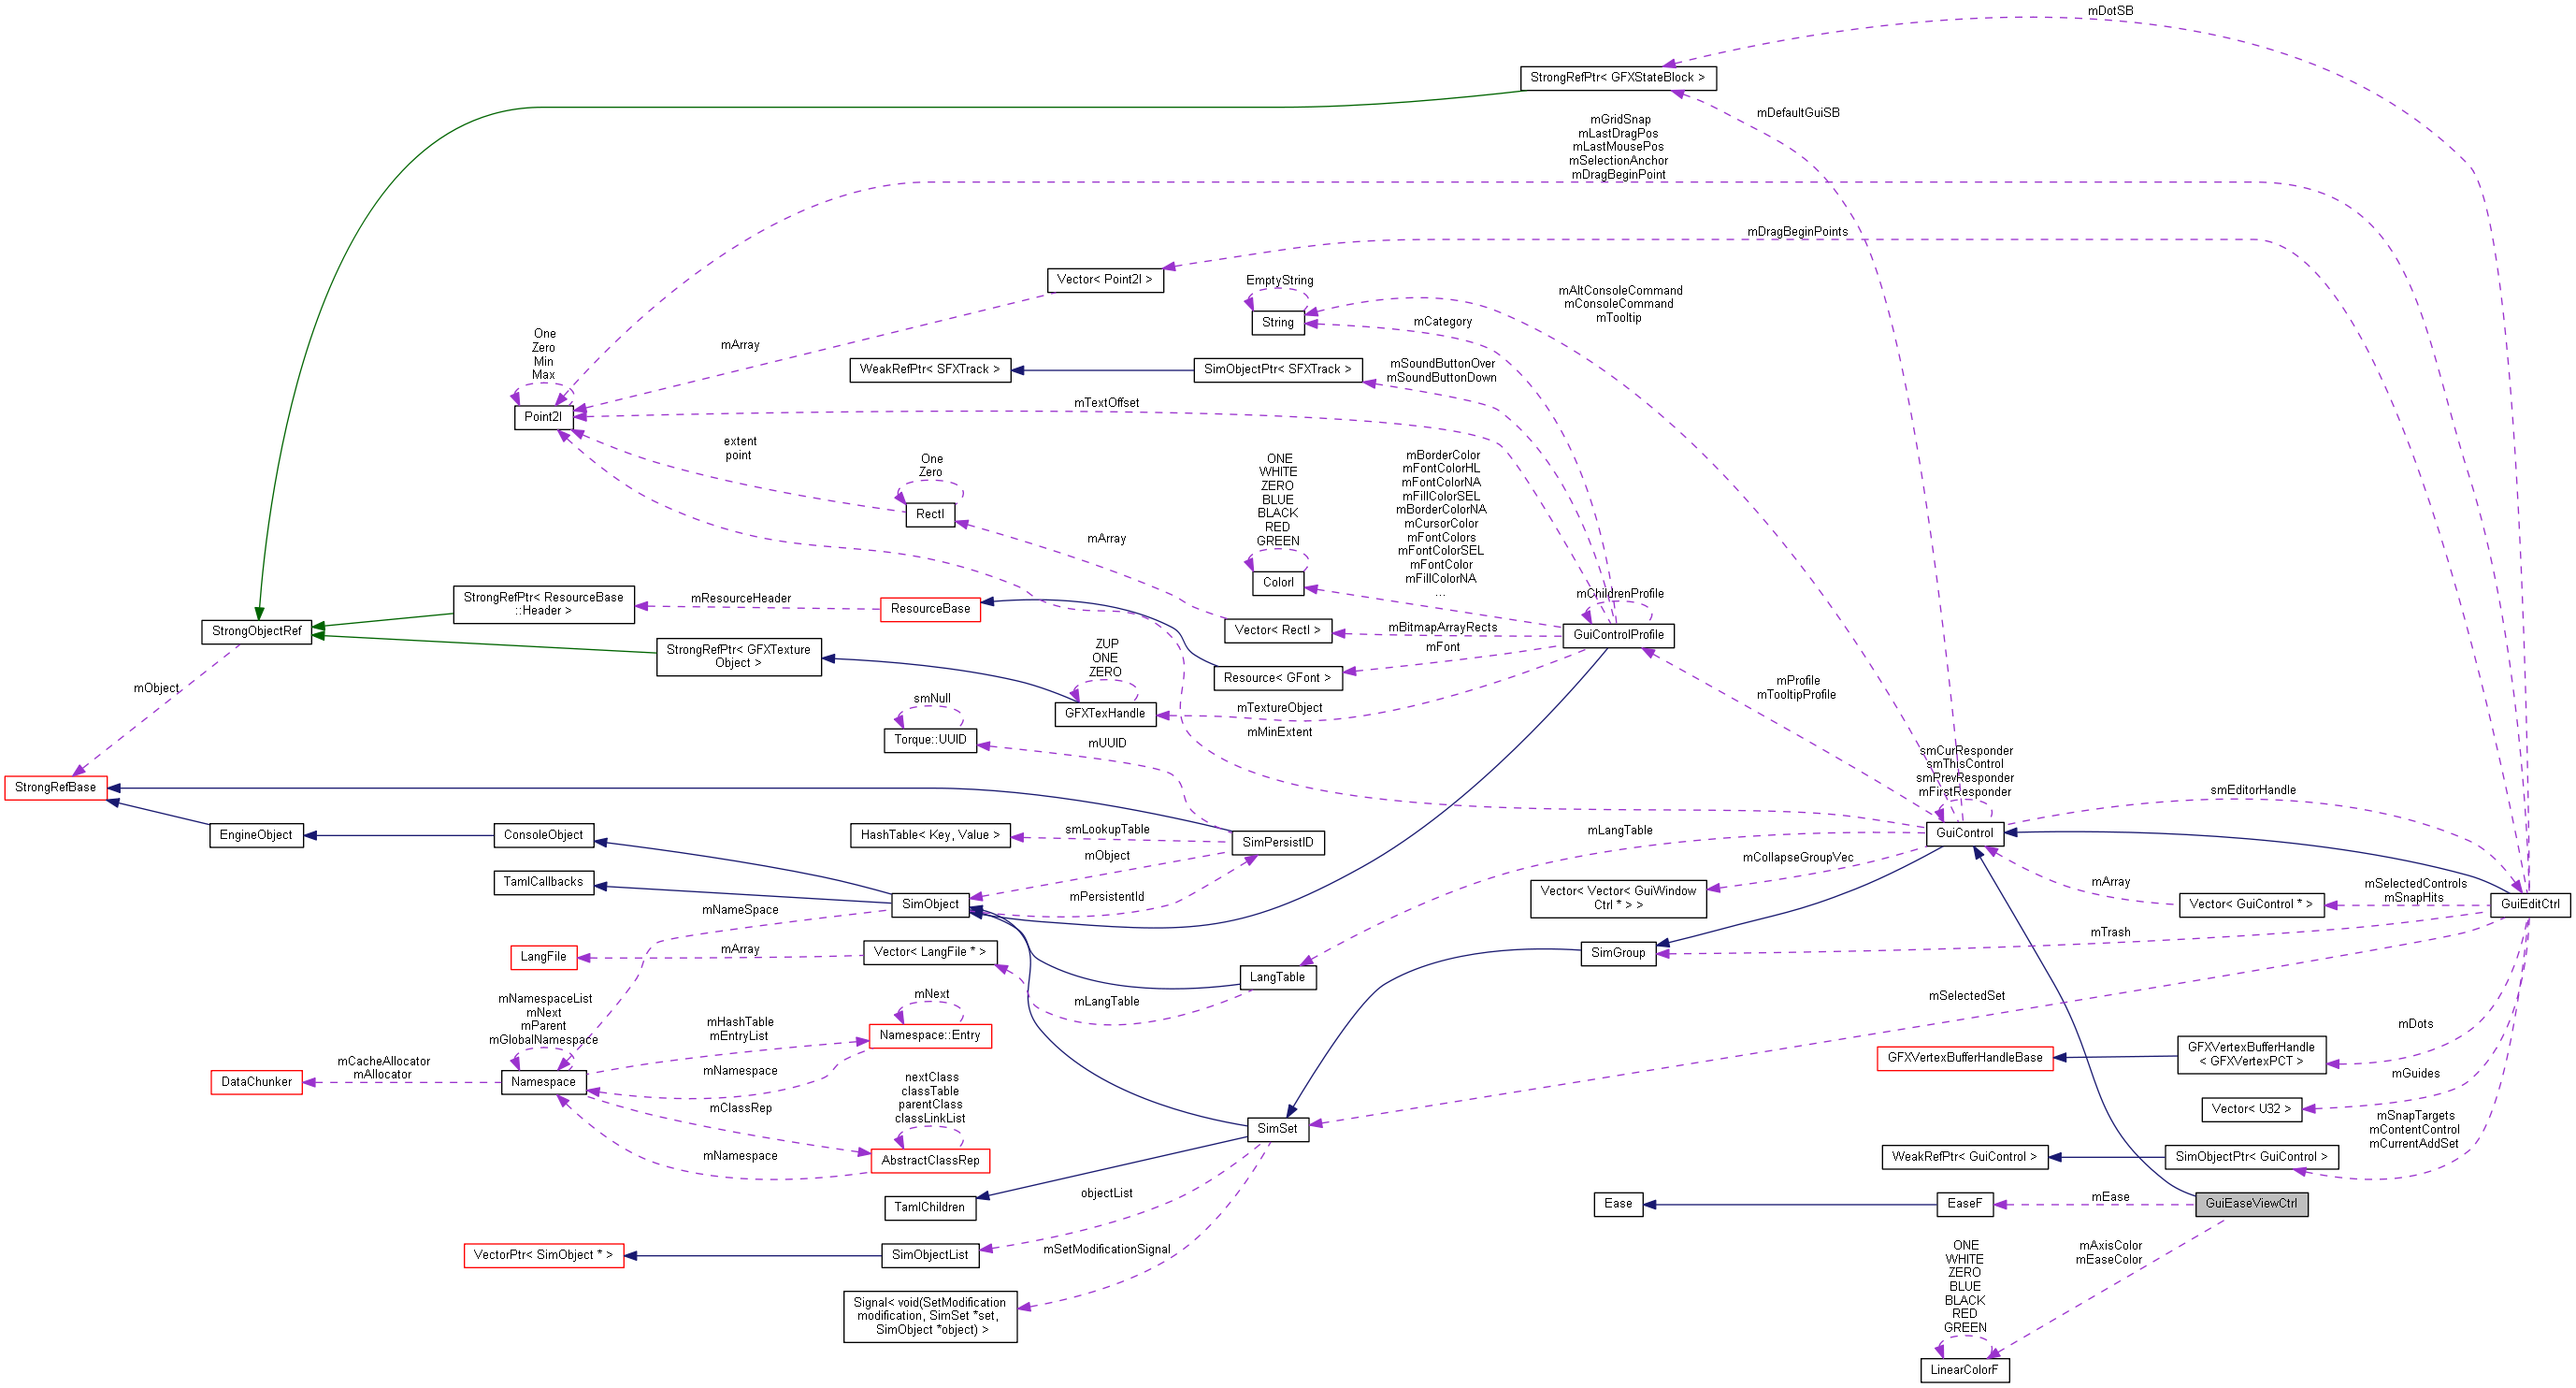 mDotSB
StrongRefPtr< GFXStateBlock >
mDefaultGuiSB
mGridSnap
mLastDragPos
mLastMousePos
mSelectionAnchor
mDragBeginPoint
mDragBeginPoints
Vector< Point2I >
EmptyString
String
mAltConsoleCommand
mConsoleCommand
mTooltip
mCategory
One
Zero
Min
Max
mArray
WeakRefPtr< SFXTrack >
SimObjectPtr< SFXTrack >
mSoundButtonOver
mSoundButtonDown
Point2I
mTextOffset
extent
point
One
Zero
RectI
mArray
ONE
WHITE
ZERO
BLUE
BLACK
RED
GREEN
ColorI
mBorderColor
mFontColorHL
mFontColorNA
mFillColorSEL
mBorderColorNA
mCursorColor
mFontColors
mFontColorSEL
mFontColor
mFillColorNA
...
mChildrenProfile
StrongRefPtr< ResourceBase
::Header >
mResourceHeader
ResourceBase
StrongObjectRef
Vector< RectI >
mBitmapArrayRects
GuiControlProfile
StrongRefPtr< GFXTexture
Object >
ZUP
ONE
ZERO
GFXTexHandle
Resource< GFont >
mFont
mObject
smNull
Torque::UUID
mUUID
mTextureObject
mMinExtent
mProfile
mTooltipProfile
StrongRefBase
smCurResponder
smThisControl
smPrevResponder
mFirstResponder
smEditorHandle
EngineObject
ConsoleObject
HashTable< Key, Value >
smLookupTable
SimPersistID
mLangTable
GuiControl
mObject
mCollapseGroupVec
TamlCallbacks
SimObject
mPersistentId
Vector< Vector< GuiWindow
Ctrl * > >
mArray
Vector< GuiControl * >
mSelectedControls
mSnapHits
GuiEditCtrl
mNameSpace
LangFile
mArray
Vector< LangFile * >
SimGroup
mTrash
LangTable
mLangTable
mSelectedSet
mNamespaceList
mNext
mParent
mGlobalNamespace
mHashTable
mEntryList
mNext
Namespace::Entry
mDots
GFXVertexBufferHandleBase
GFXVertexBufferHandle
< GFXVertexPCT >
mCacheAllocator
mAllocator
DataChunker
Namespace
mNamespace
nextClass
classTable
parentClass
classLinkList
mClassRep
mGuides
Vector< U32 >
SimSet
AbstractClassRep
mNamespace
mSnapTargets
mContentControl
mCurrentAddSet
WeakRefPtr< GuiControl >
SimObjectPtr< GuiControl >
TamlChildren
objectList
Ease
EaseF
mEase
GuiEaseViewCtrl
VectorPtr< SimObject * >
SimObjectList
mSetModificationSignal
ONE
WHITE
ZERO
BLUE
BLACK
RED
GREEN
mAxisColor
mEaseColor
Signal< void(SetModification
modification, SimSet *set,
SimObject *object) >
LinearColorF